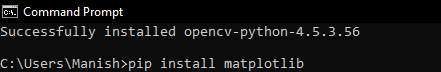 Command Prompt
Successfully installed opencv-python-4.5.3.56
C:\Users\Manish>pip install matplotlib